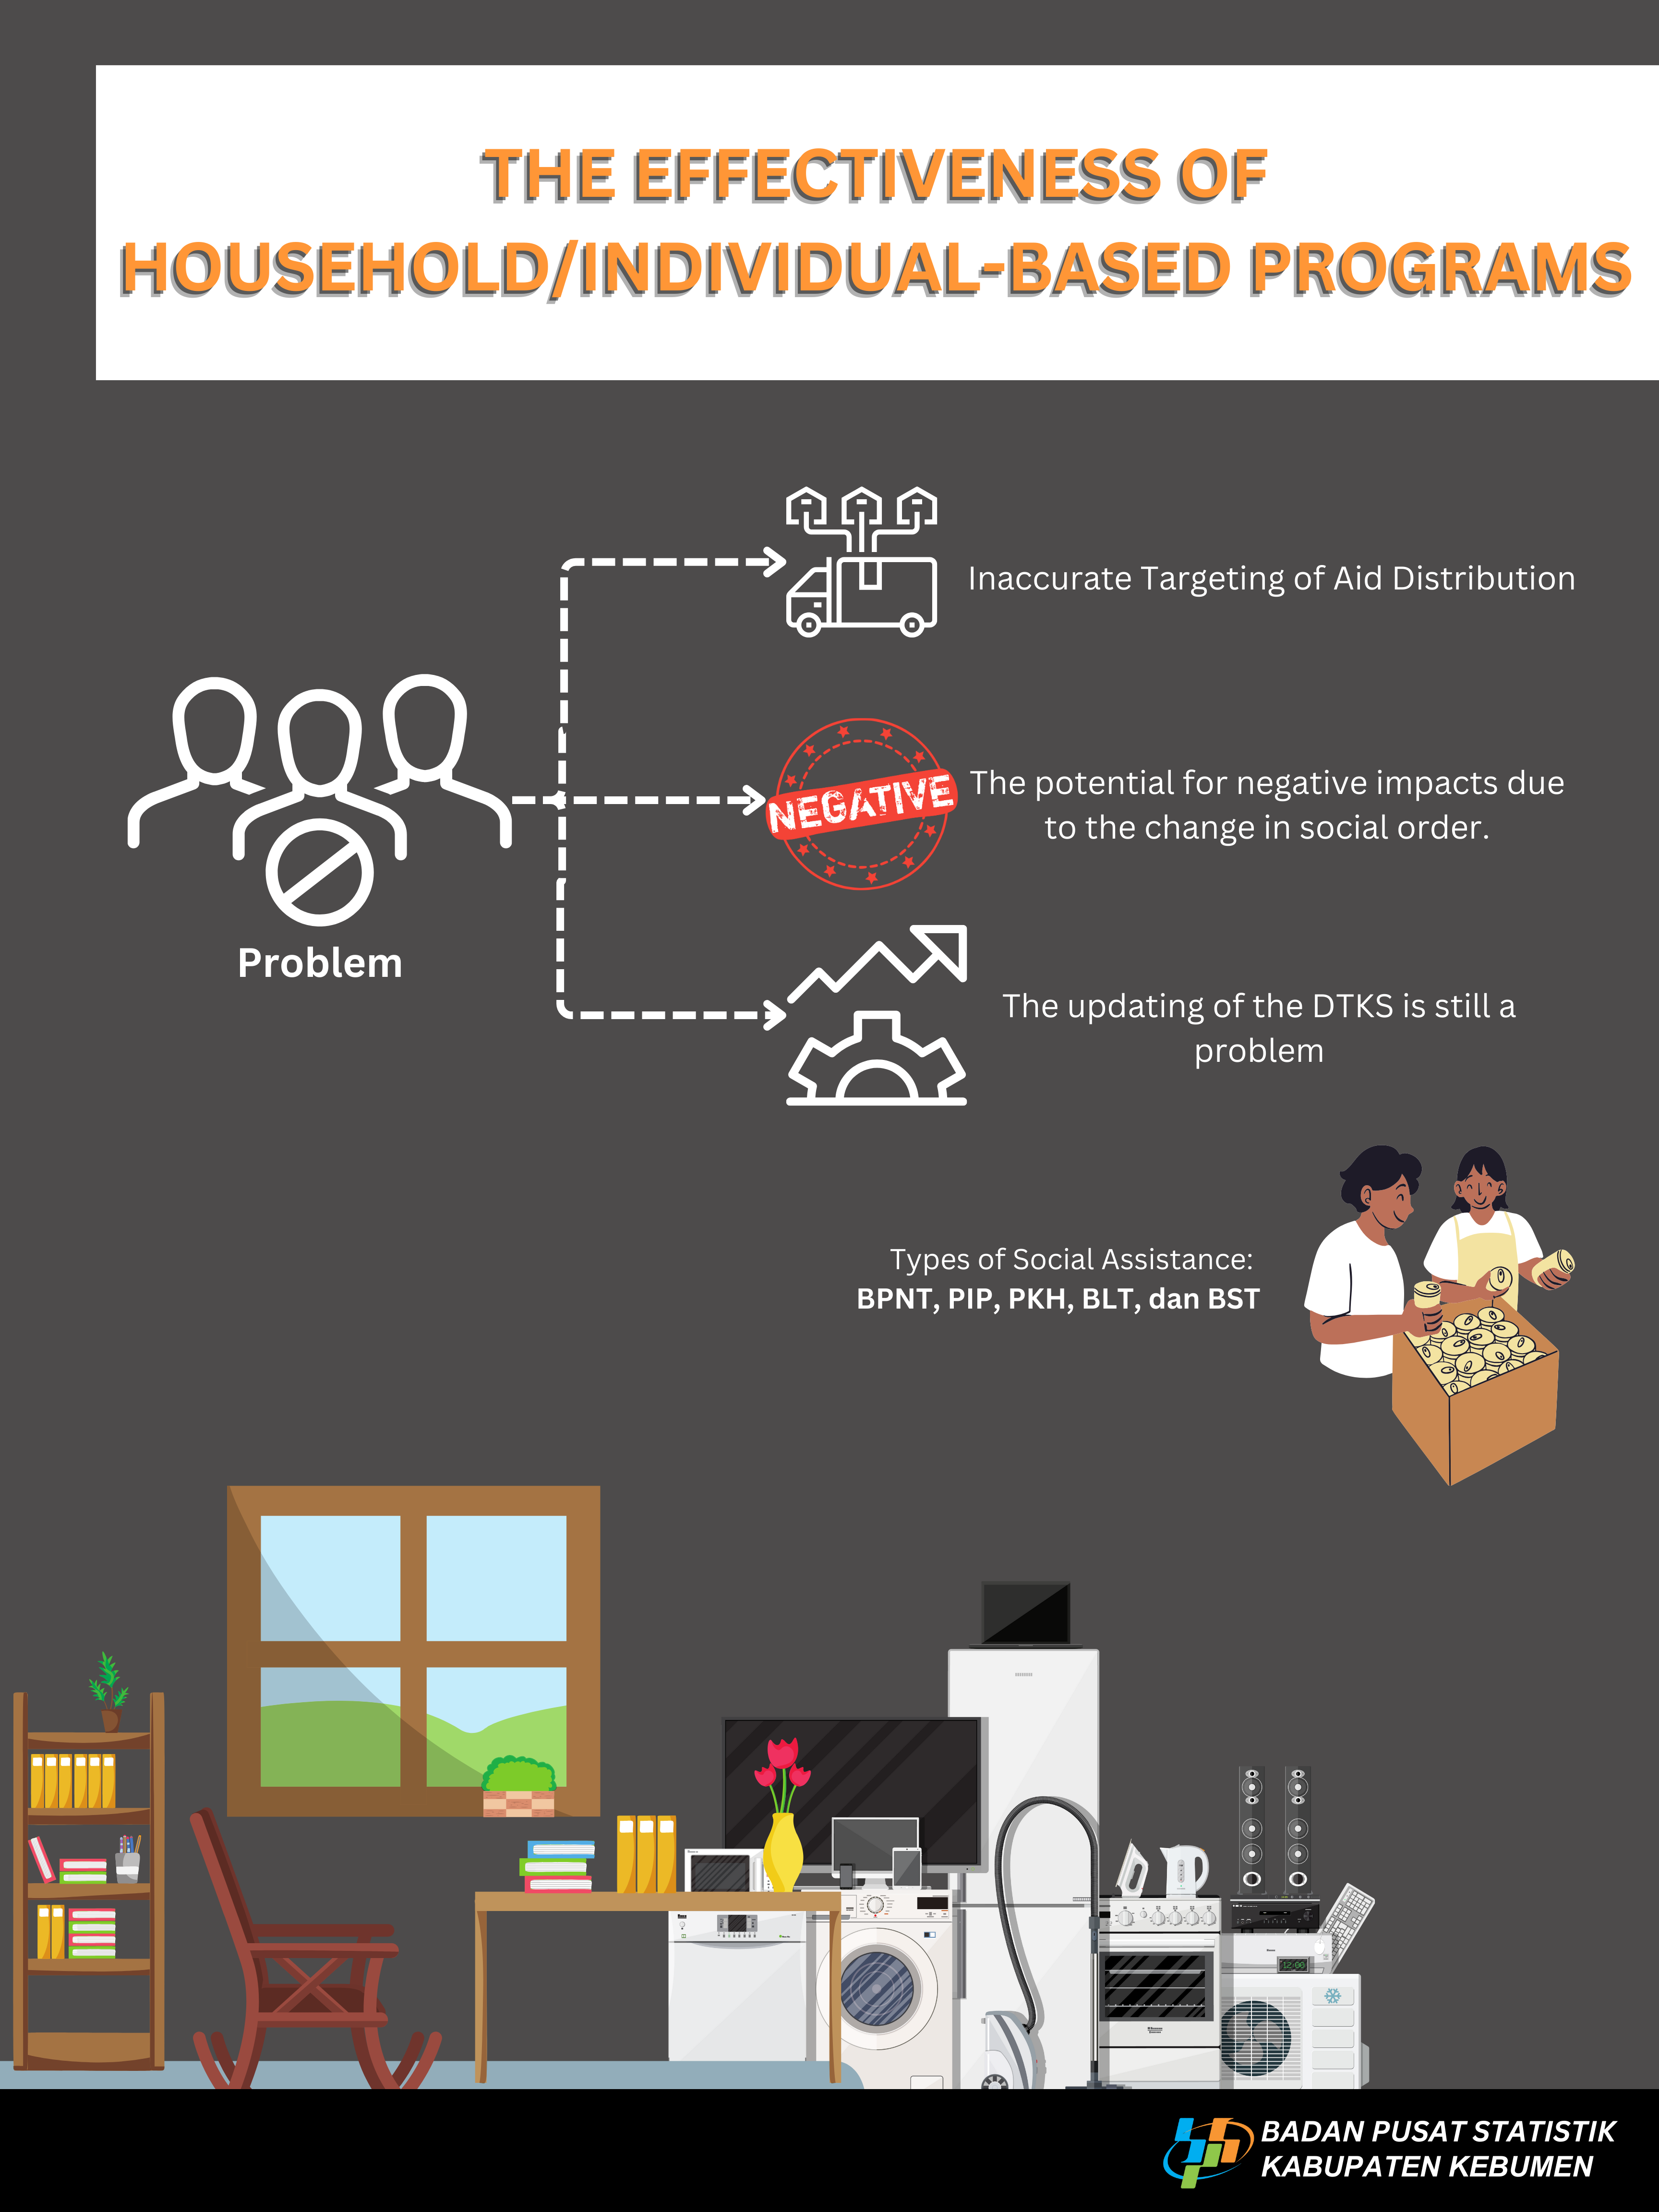 THE EFFECTIVENESS OF
HOUSEHOLD/INDIVIDUAL-BASED PROGRAMS
Inaccurate Targeting of Aid Distribution
NEGATIVE
The potential for negative impacts due
to the change in social order.
Problem
The updating of the DTKS is still a
problem
Types of Social Assistance:
BPNT, PIP, PKH, BLT, dan BST
12:00
BADAN PUSAT STATISTIK
KABUPATEN KEBUMEN